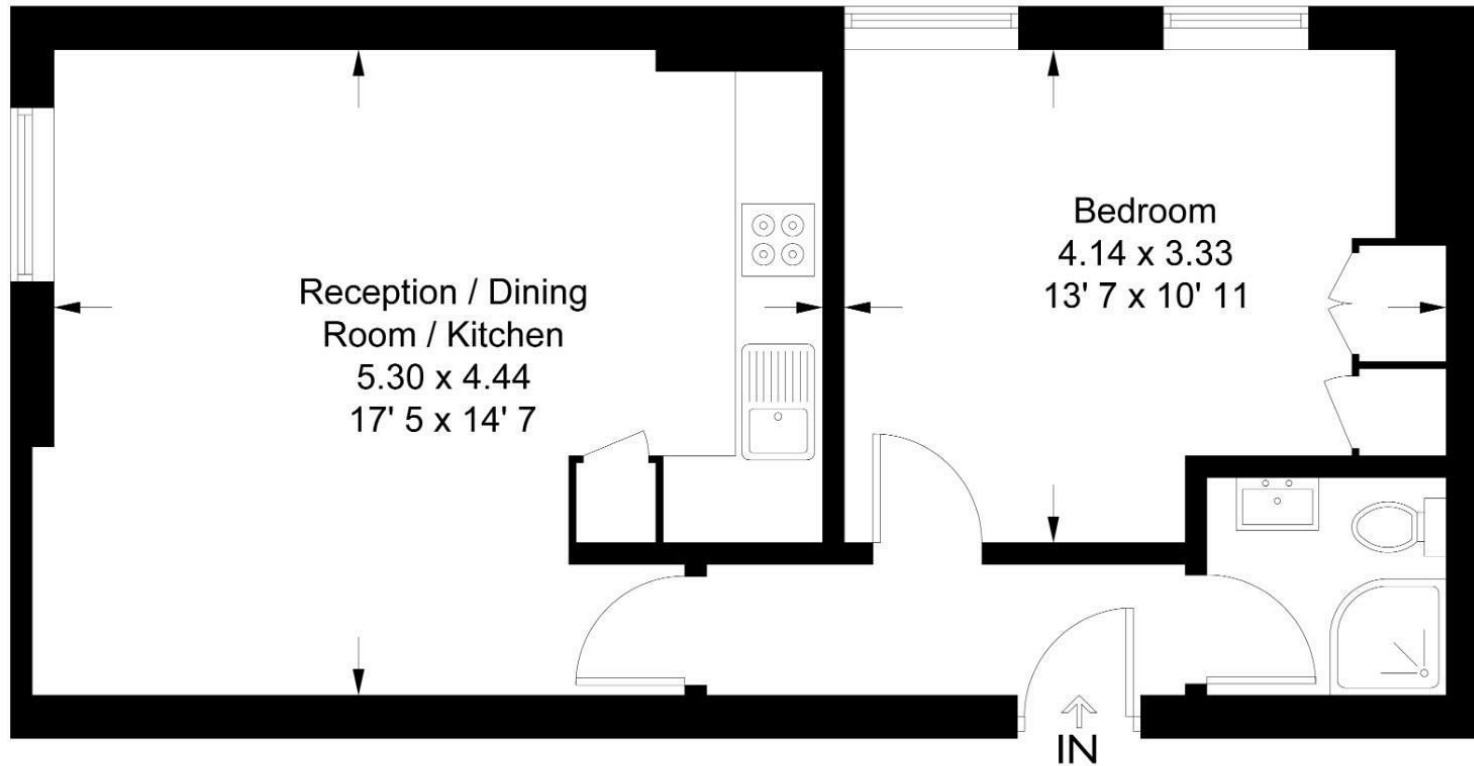 Reception / Dining
Room / Kitchen
5.30 x 4.44
17' 5 x 14' 7
Bedroom
4.14 x 3.33
13' 7 x 10' 11
IN